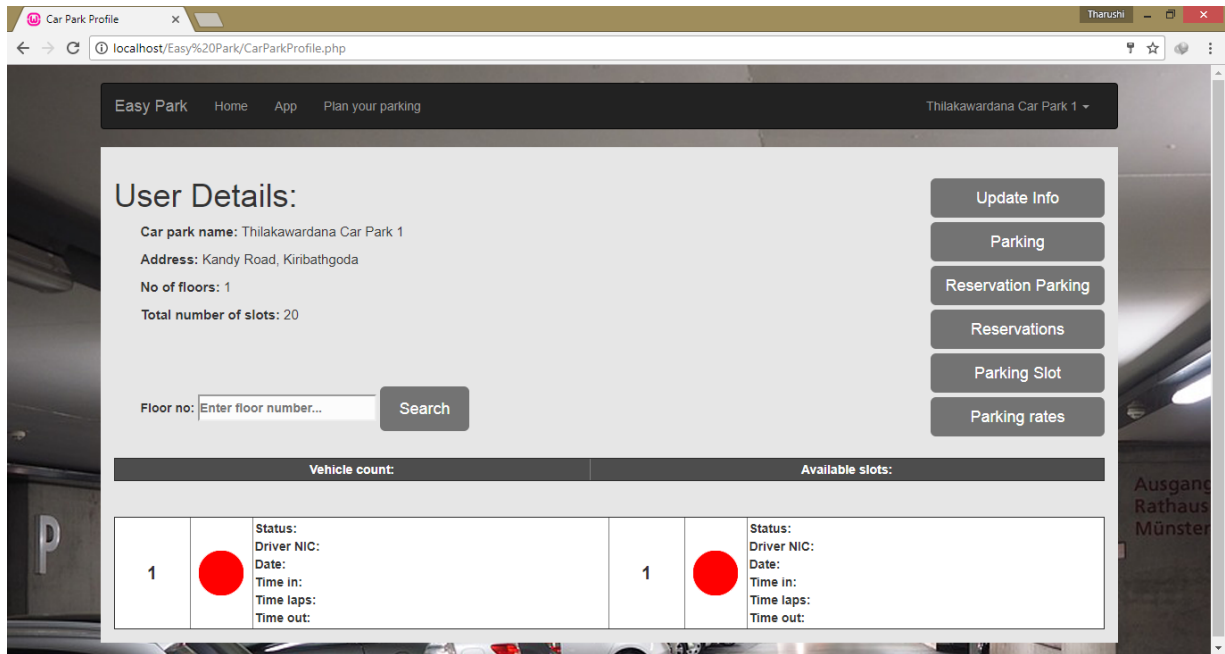 Car Park Profile
Tharushi
localhost/Easy%20Park/CarParkProfile.php
Easy Park Home App Plan your parking Thilakawardana Car Park 1
User Details:
Car park name: Thilakawardana Car Park 1
Address: Kandy Road, Kiribathgoda
No of floors: 1
Total number of slots: 20
Update Info
Parking
Reservation Parking
Reservations
Parking Slot
Parking rates
Floor no: Enter floor number... Search
Vehicle count: Available slots:
1
Status:
Driver NIC:
Date:
Time in:
Time laps:
Time out:
1
Status:
Driver NIC:
Date:
Time in:
Time laps:
Time out:
P
Ausgang
Rathaus
Münster